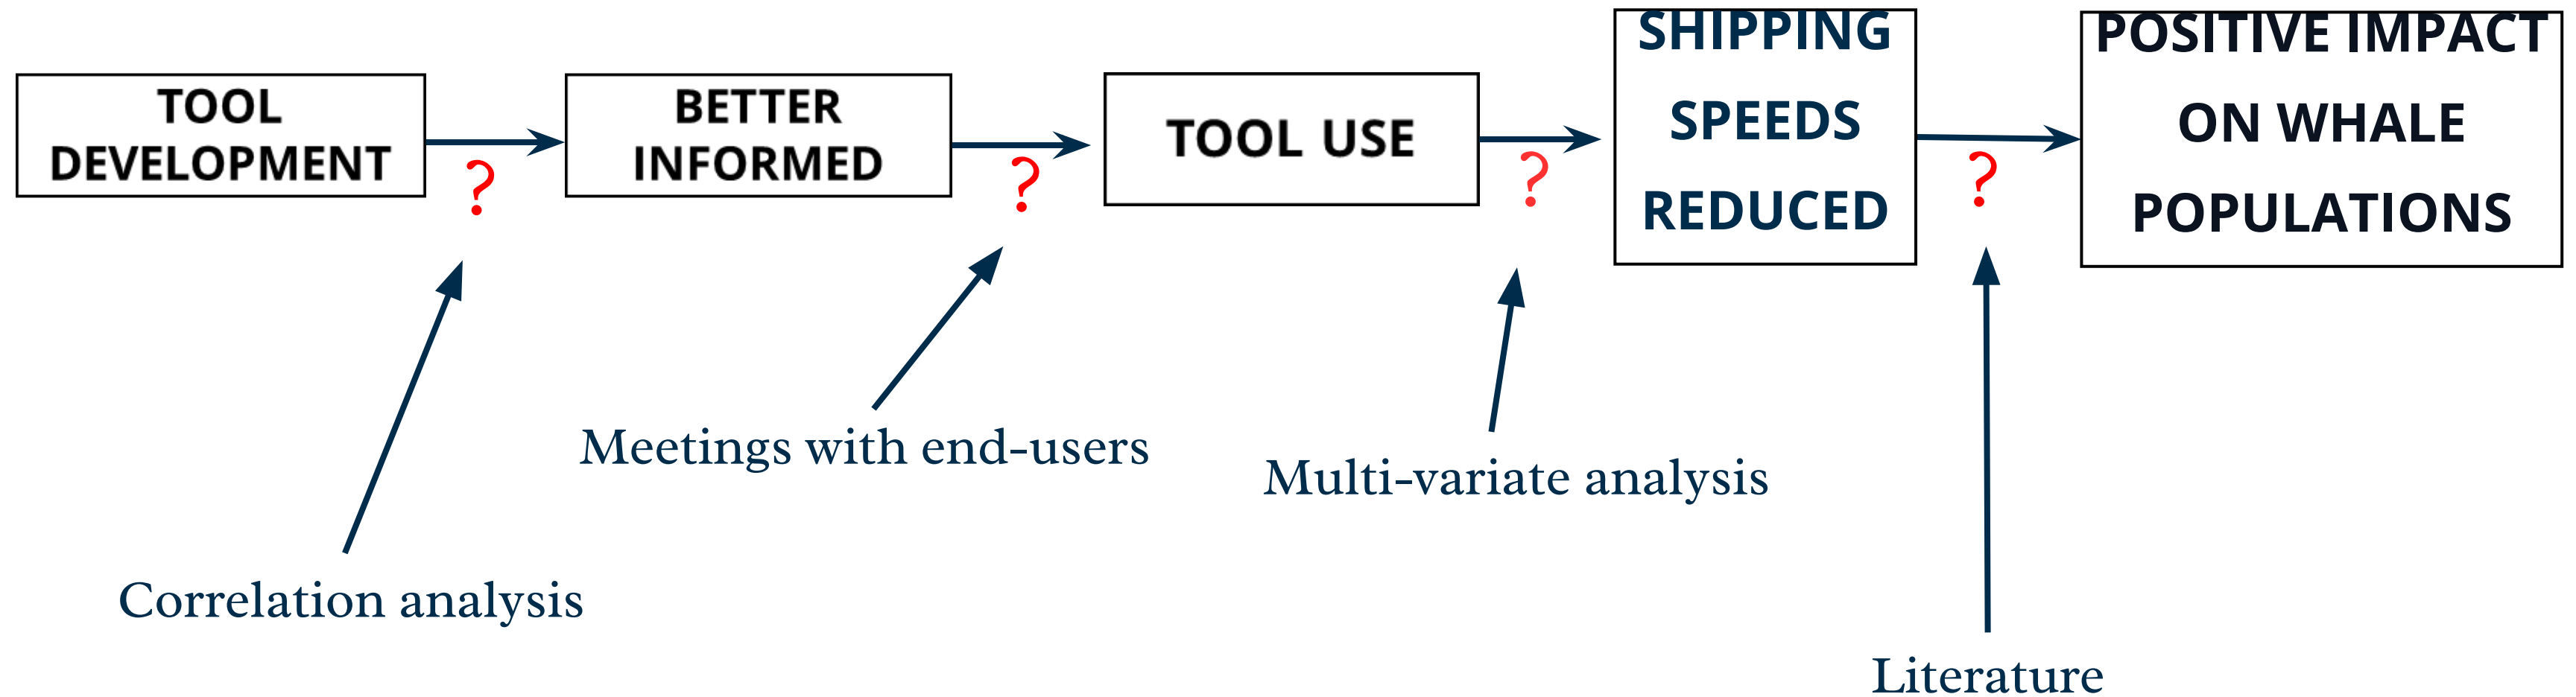 TOOL
DEVELOPMENT
?
BETTER
INFORMED
?
TOOL USE
?
SHIPPING
SPEEDS
REDUCED
?
POSITIVE IMPACT
ON WHALE
POPULATIONS
Correlation analysis
Meetings with end-users
Multi-variate analysis
Literature